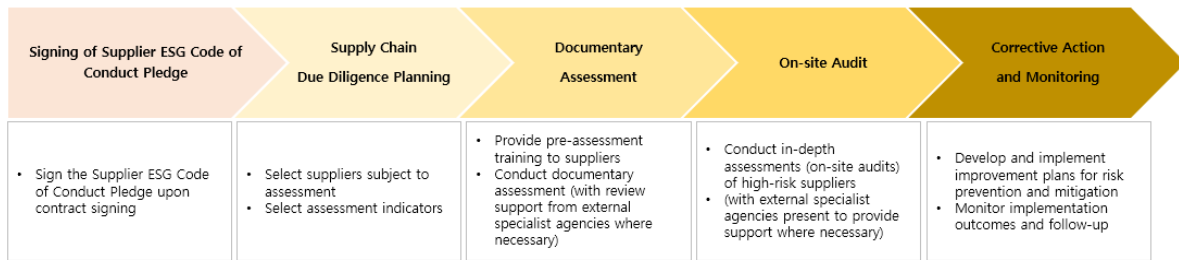 Signing of Supplier ESG Code of
Conduct Pledge
Supply Chain
Due Diligence Planning
Documentary
Assessment
On-site Audit
Corrective Action
and Monitoring
• Sign the Supplier ESG Code
of Conduct Pledge upon
contract signing
• Select suppliers subject to
assessment
• Select assessment indicators
• Provide pre-assessment
training to suppliers
• Conduct documentary
assessment (with review
support from external
specialist agencies where
necessary)
• Conduct in-depth
assessments (on-site audits)
of high-risk suppliers
• (with external specialist
agencies present to provide
support where necessary)
• Develop and implement
improvement plans for risk
prevention and mitigation
• Monitor implementation
outcomes and follow-up